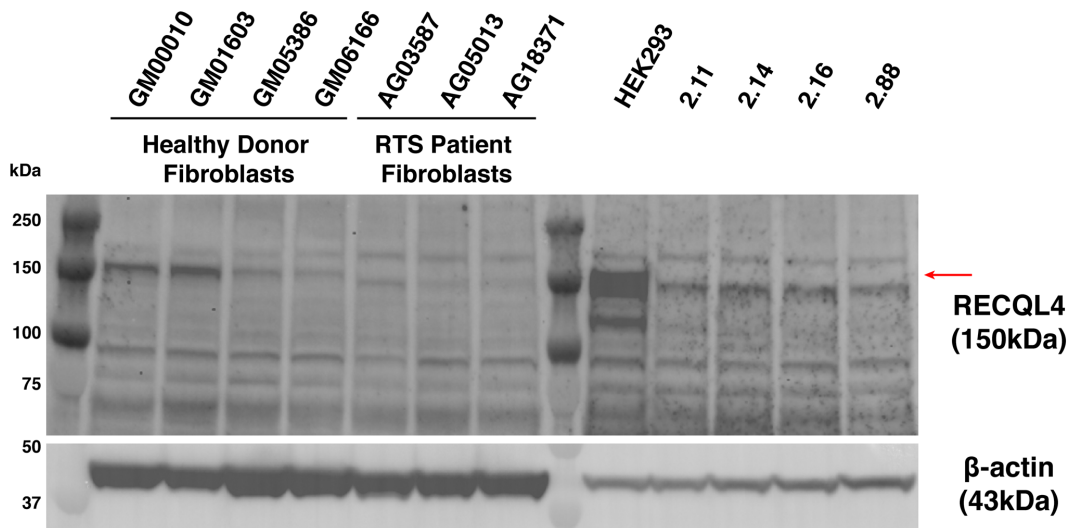 GM00010
GM01603
GM05386
GM06166
AG03587
AG05013
AG18371
HEK293
2.11
2.14
2.16
2.88
Healthy Donor
Fibroblasts
RTS Patient
Fibroblasts
kDa
250
150
100
75
50
37
RECQL4
(150kDa)
β-actin
(43kDa)